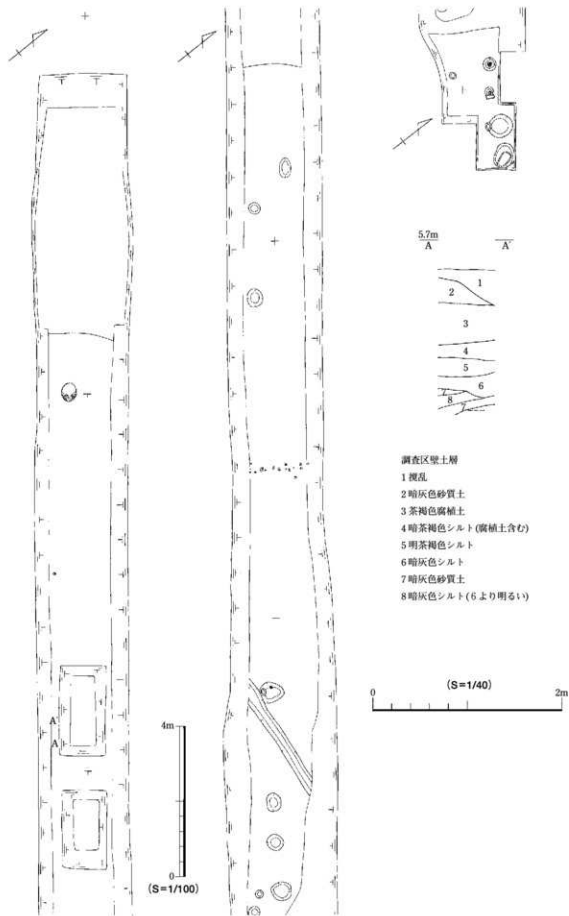 5.7m
A A'
1
2
3
4
5
6
8
7
調査区壁土層
1 攪乱
2 暗灰色砂質土
3 茶褐色腐植土
4 暗茶褐色シルト(腐植土含む)
5 明茶褐色シルト
6 暗灰色シルト
7 暗灰色砂質土
8 暗灰色シルト(6より明るい)
(S=1/40)
0 2m
A'
A
4m
0
(S=1/100)